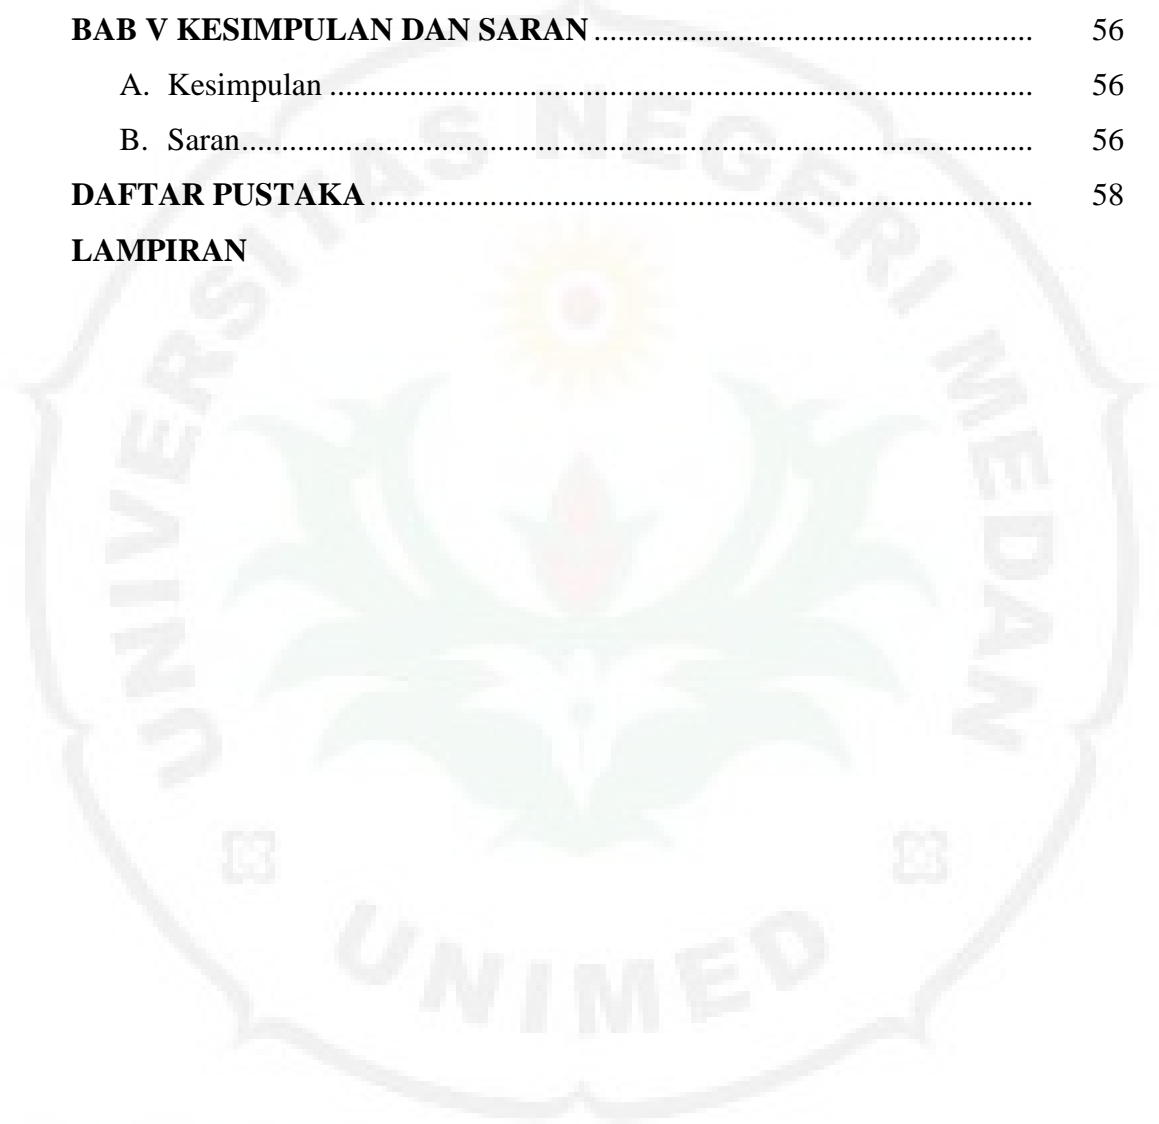 BAB V KESIMPULAN DAN SARAN ........................................................ 56
A. Kesimpulan ........................................................................................ 56
B. Saran................................................................................................... 56
DAFTAR PUSTAKA ................................................................................... 58
LAMPIRAN
UNIVERSITAS NEGERI MEDAN
UNIMED